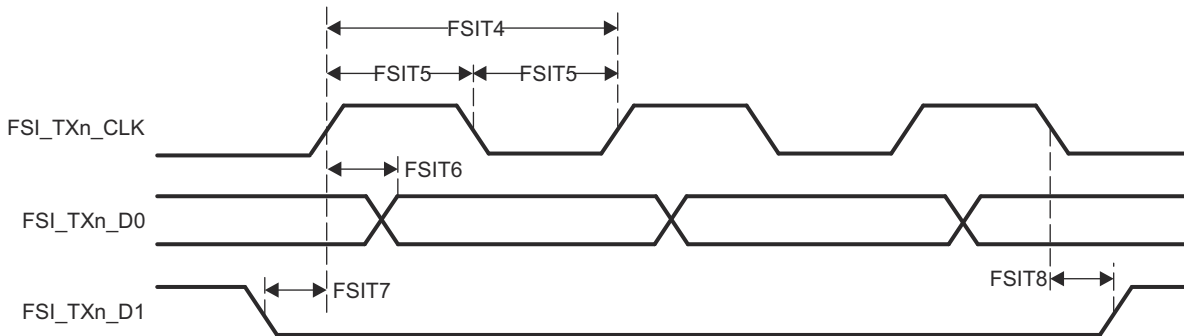 FSIT4
FSIT5
FSIT5
FSI_TXn_CLK
FSIT6
FSI_TXn_D0
FSIT7
FSIT8
FSI_TXn_D1